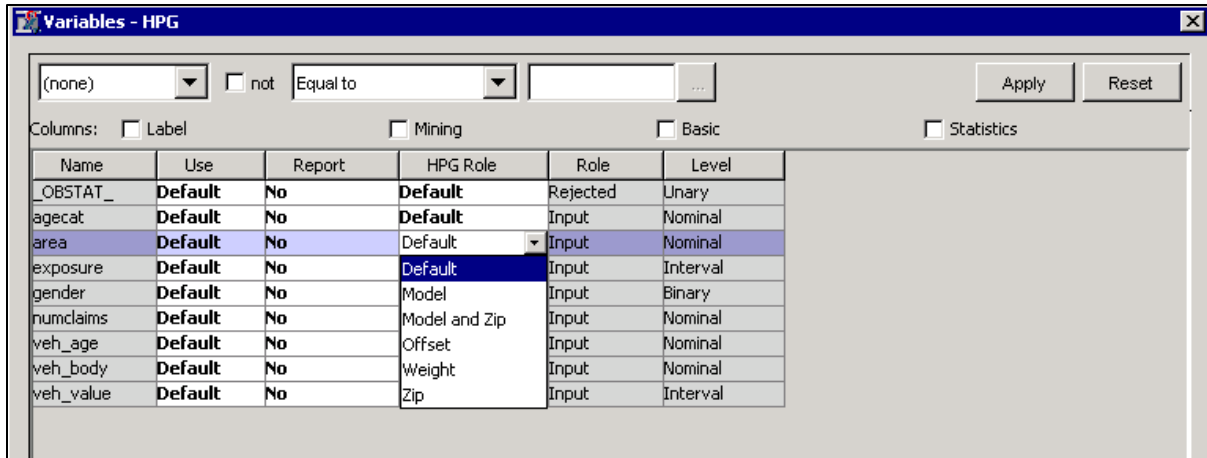 Variables - HPG
(none) not Equal to ... Apply Reset
Columns: Label Mining Basic Statistics
Name Use Report HPG Role Role Level
_OBSTAT_ Default No Default Rejected Unary
agecat Default No Default Input Nominal
area Default No Default Input Nominal
exposure Default No Default Input Interval
gender Default No Model Input Binary
numclaims Default No Model and Zip Input Nominal
veh_age Default No Offset Input Nominal
veh_body Default No Weight Input Nominal
veh_value Default No Zip Input Interval